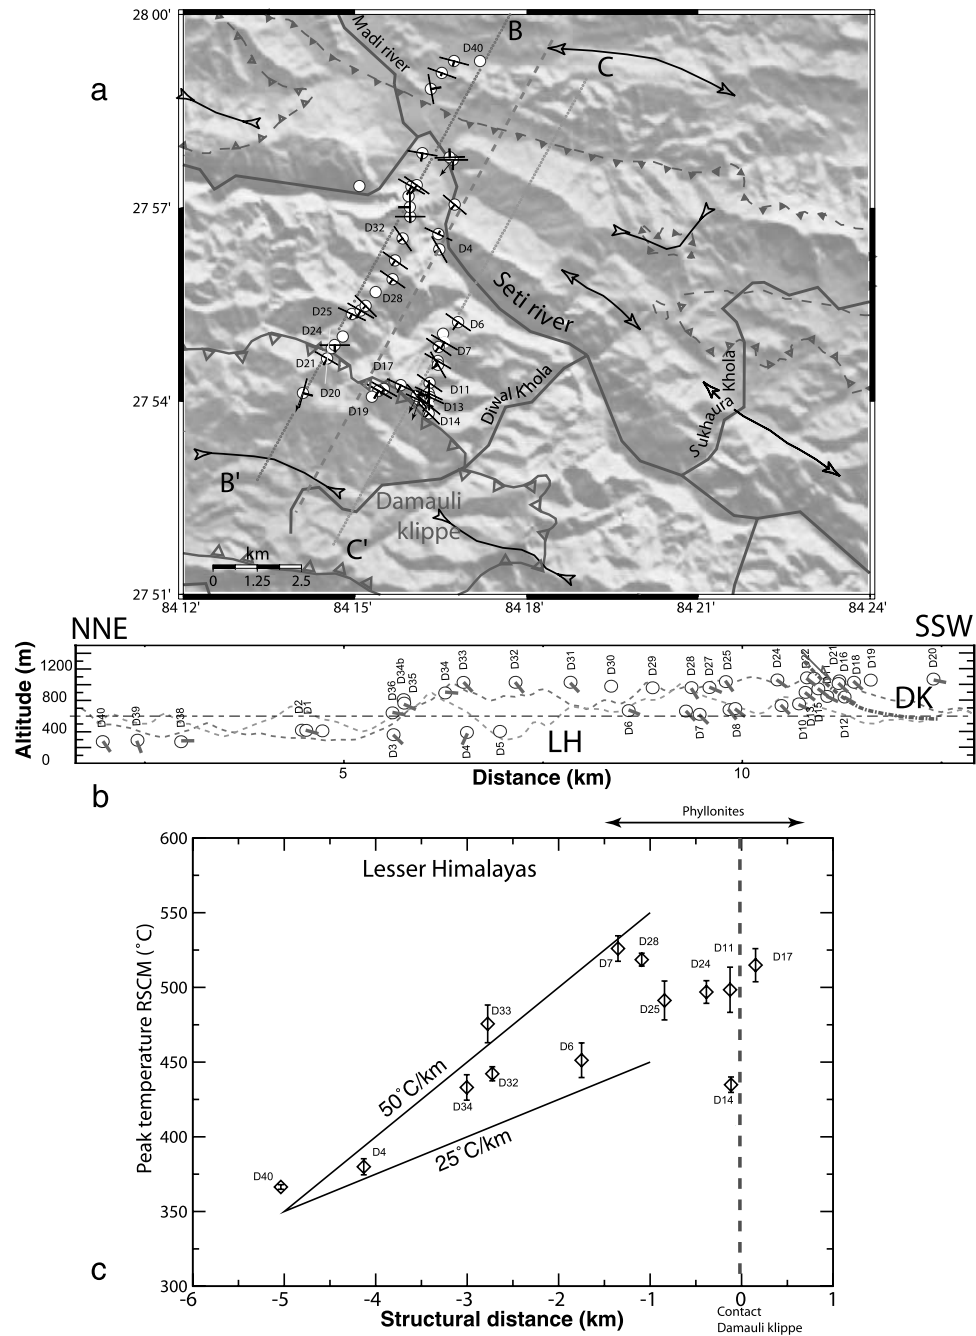 a
28 00'
27 57'
27 54'
27 51'
84 12'
84 15'
84 18'
84 21'
84 24'
Madi river
B
D40
C
D32
D4
D28
Seti river
D25
D6
D24
D7
D21
D17
D20
D11
D19
D13
D14
Diwal Khola
Sukhaura Khola
B'
Damauli
klippe
C'
km
0 1.25 2.5
NNE
SSW
Altitude (m)
1200
800
400
0
D40
D39
D38
D2
D1
D36
D34b
D35
D3
D34
D33
D4
D5
D32
D31
D30
D6
D29
D28
D27
D7
D25
D8
D24
D10
D22
D15
D21
D16
D18
D12
D19
D20
DK
LH
5
10
Distance (km)
b
Phyllonites
600
550
500
450
400
350
300
Peak temperature RSCM (˚C)
Lesser Himalayas
D7
D28
D11
D17
D24
D25
D33
D6
D32
D34
D14
D4
D40
50˚C/km
25˚C/km
c
-6 -5 -4 -3 -2 -1 0 1
Structural distance (km)
Contact
Damauli klippe